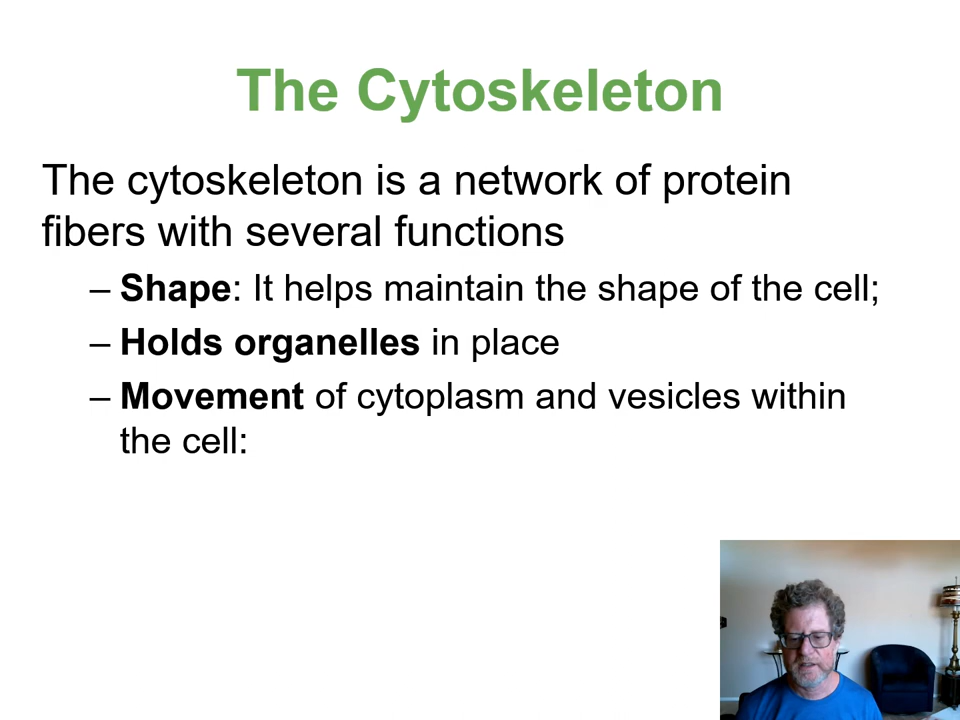 The Cytoskeleton
The cytoskeleton is a network of protein
fibers with several functions
– Shape: It helps maintain the shape of the cell;
– Holds organelles in place
– Movement of cytoplasm and vesicles within
the cell: